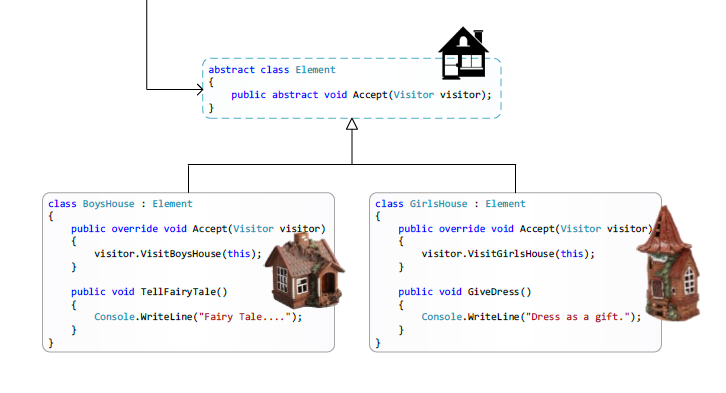 abstract class Element
{
public abstract void Accept(Visitor visitor);
}
class BoysHouse : Element
{
public override void Accept(Visitor visitor)
{
visitor.VisitBoysHouse(this);
}
public void TellFairyTale()
{
Console.WriteLine("Fairy Tale....");
}
}
class GirlsHouse : Element
{
public override void Accept(Visitor visitor)
{
visitor.VisitGirlsHouse(this);
}
public void GiveDress()
{
Console.WriteLine("Dress as a gift.");
}
}